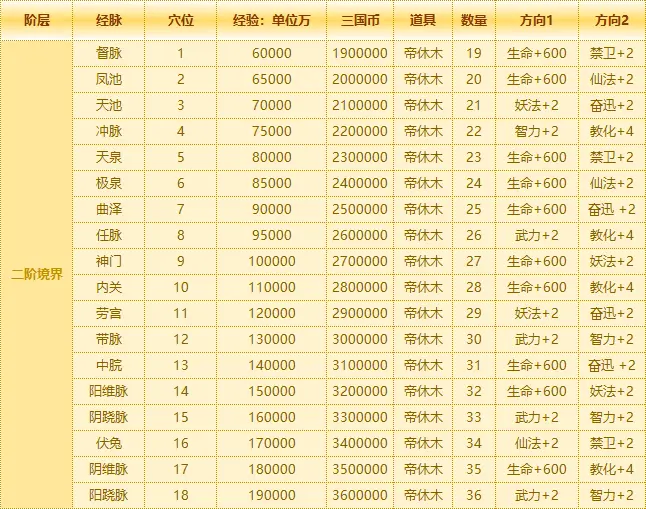 阶层 经脉 穴位 经验：单位万 三国币 道具 数量 方向1 方向2
督脉 1 60000 1900000 帝休木 19 生命+600 禁卫+2
凤池 2 65000 2000000 帝休木 20 生命+600 仙法+2
天池 3 70000 2100000 帝休木 21 妖法+2 奋迅+2
冲脉 4 75000 2200000 帝休木 22 智力+2 教化+4
天泉 5 80000 2300000 帝休木 23 生命+600 禁卫+2
极泉 6 85000 2400000 帝休木 24 生命+600 仙法+2
曲泽 7 90000 2500000 帝休木 25 生命+600 奋迅 +2
任脉 8 95000 2600000 帝休木 26 武力+2 教化+4
神门 9 100000 2700000 帝休木 27 生命+600 妖法+2
二阶境界 内关 10 110000 2800000 帝休木 28 生命+600 教化+4
劳宫 11 120000 2900000 帝休木 29 妖法+2 奋迅+2
带脉 12 130000 3000000 帝休木 30 武力+2 智力+2
中脘 13 140000 3100000 帝休木 31 生命+600 奋迅 +2
阳维脉 14 150000 3200000 帝休木 32 生命+600 妖法+2
阴跷脉 15 160000 3300000 帝休木 33 武力+2 智力+2
伏兔 16 170000 3400000 帝休木 34 仙法+2 禁卫+2
阴维脉 17 180000 3500000 帝休木 35 生命+600 教化+4
阳跷脉 18 190000 3600000 帝休木 36 武力+2 智力+2